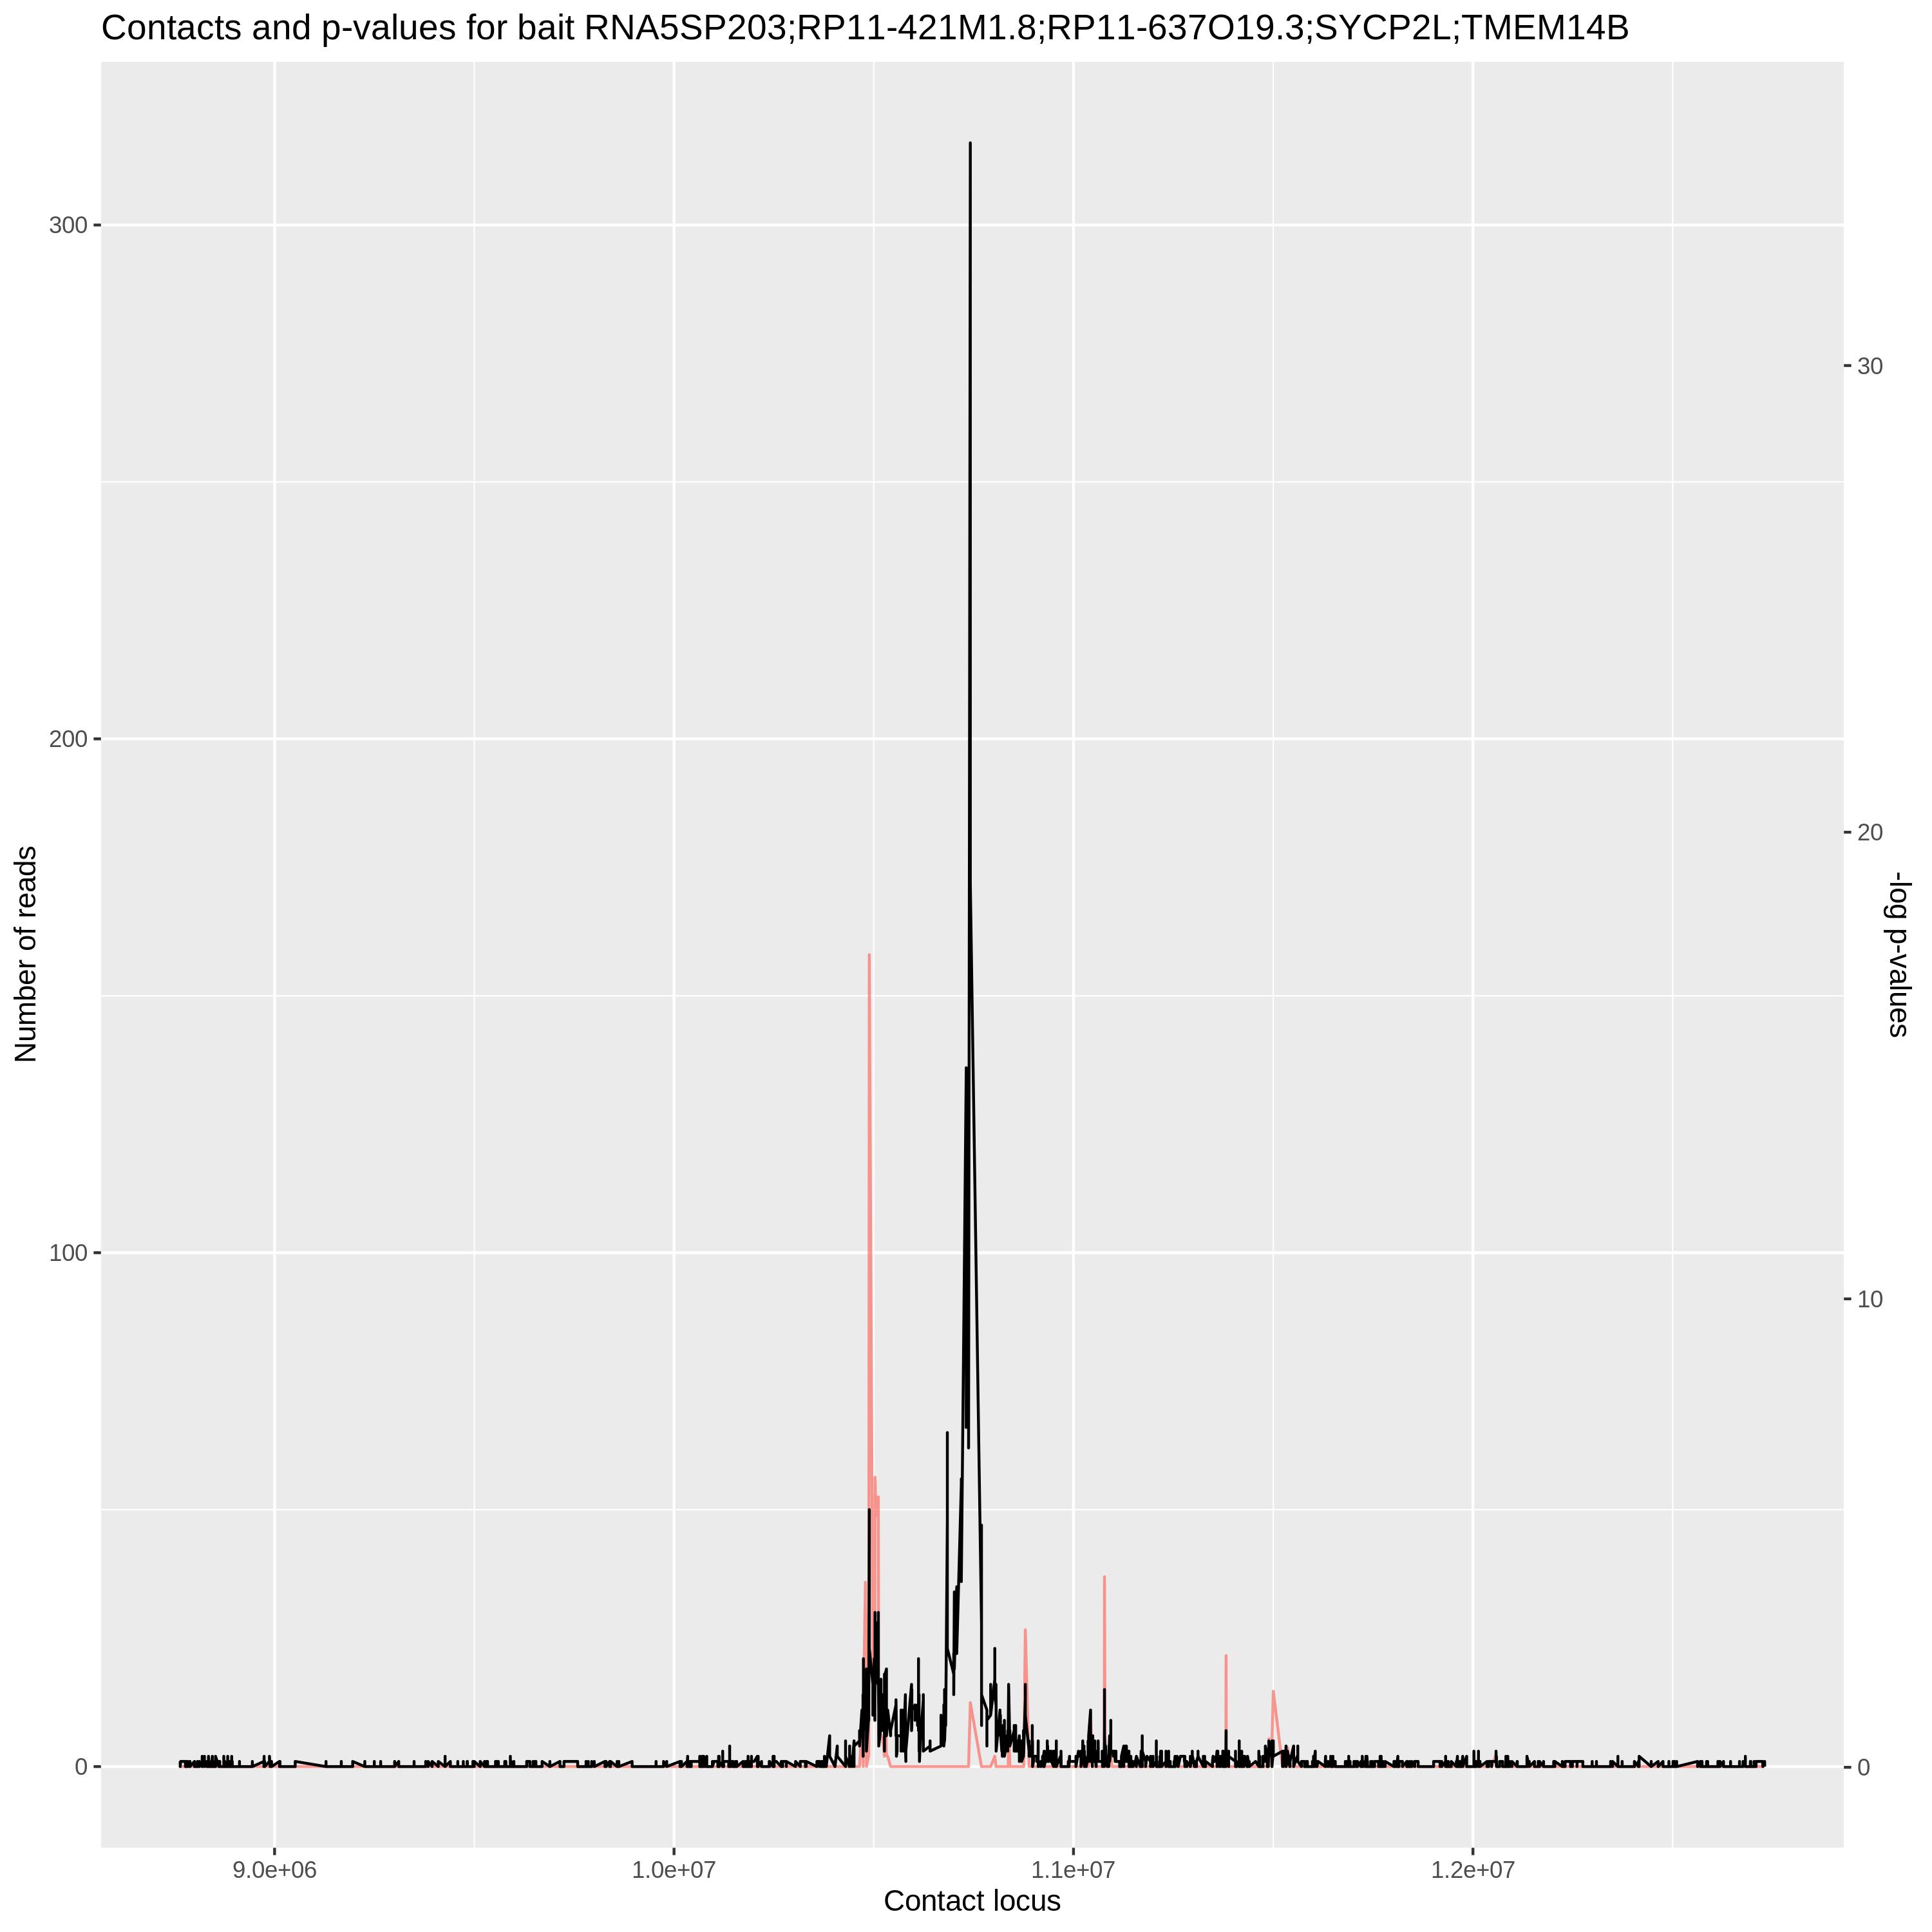 Contacts and p-values for bait RNA5SP203;RP11-421M1.8;RP11-637O19.3;SYCP2L;TMEM14B
300
200
100
0
Number of reads
30
20
10
0
-log p-values
9.0e+06
1.0e+07
1.1e+07
1.2e+07
Contact locus